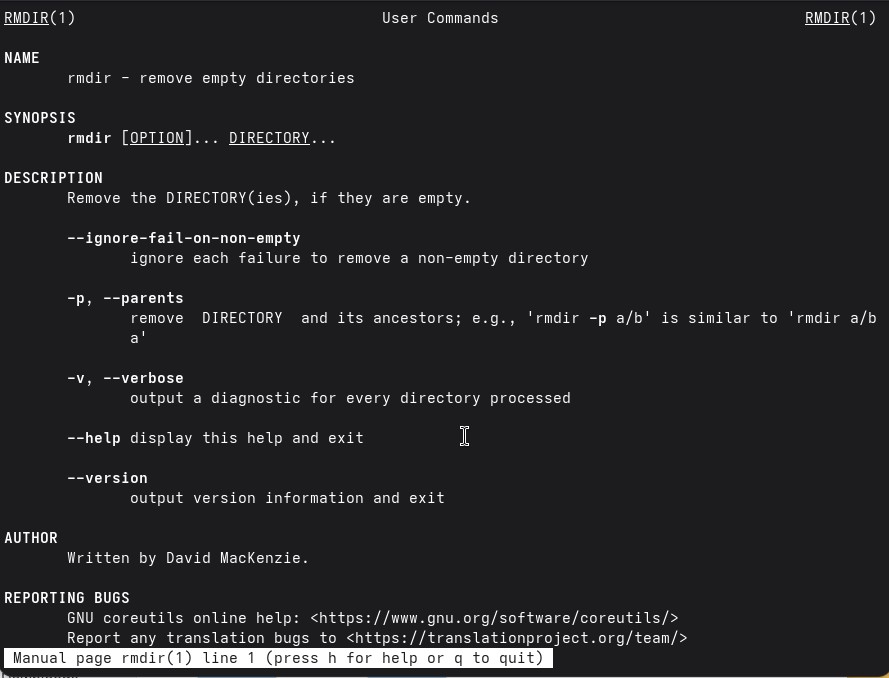 RMDIR(1) User Commands RMDIR(1)
NAME
rmdir - remove empty directories
SYNOPSIS
rmdir [OPTION]... DIRECTORY...
DESCRIPTION
Remove the DIRECTORY(ies), if they are empty.
--ignore-fail-on-non-empty
ignore each failure to remove a non-empty directory
-p, --parents
remove  DIRECTORY  and its ancestors; e.g., 'rmdir -p a/b' is similar to 'rmdir a/b
a'
-v, --verbose
output a diagnostic for every directory processed
--help display this help and exit
--version
output version information and exit
AUTHOR
Written by David MacKenzie.
REPORTING BUGS
GNU coreutils online help: <https://www.gnu.org/software/coreutils/>
Report any translation bugs to <https://translationproject.org/team/>
Manual page rmdir(1) line 1 (press h for help or q to quit)